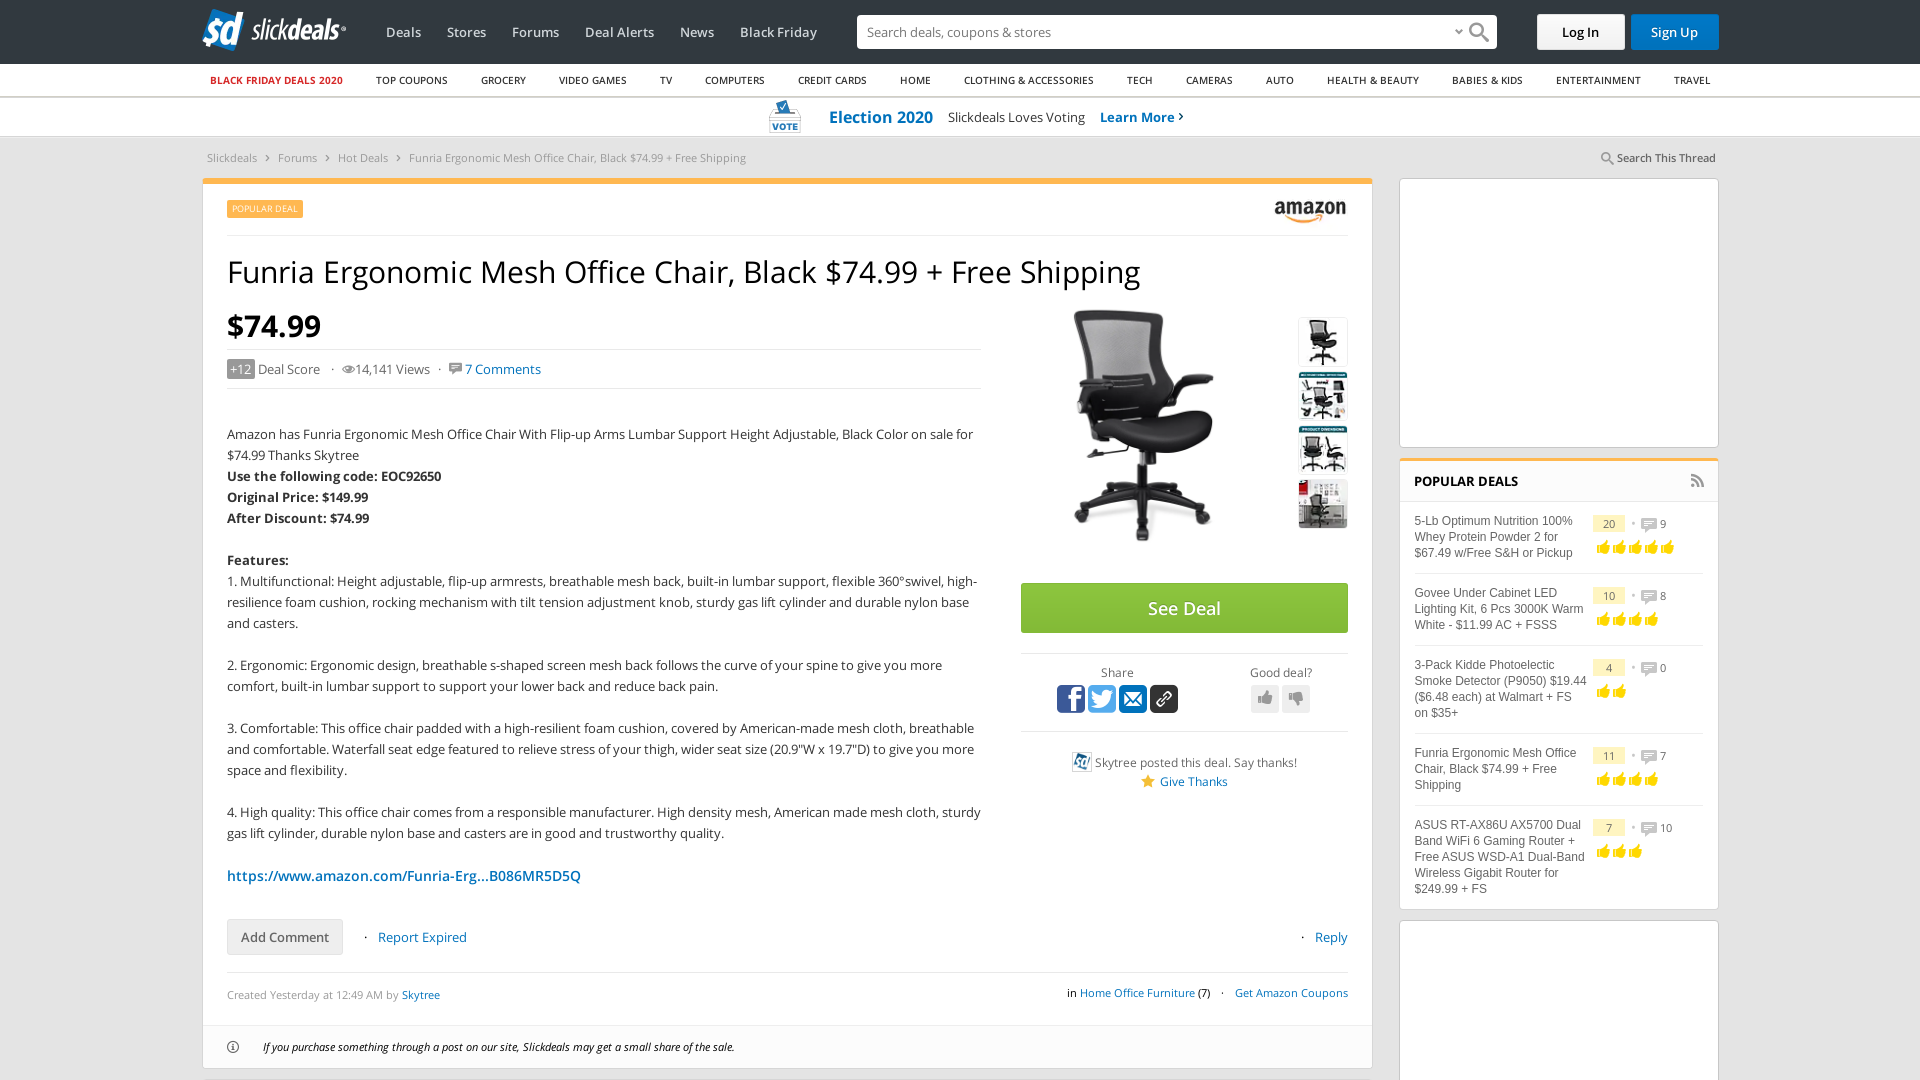 slickdeals
Deals Stores Forums Deal Alerts News Black Friday Search deals, coupons & stores Log In Sign Up
BLACK FRIDAY DEALS 2020 TOP COUPONS GROCERY VIDEO GAMES TV COMPUTERS CREDIT CARDS HOME CLOTHING & ACCESSORIES TECH CAMERAS AUTO HEALTH & BEAUTY BABIES & KIDS ENTERTAINMENT TRAVEL
VOTE Election 2020 Slickdeals Loves Voting Learn More
Slickdeals Forums Hot Deals Funria Ergonomic Mesh Office Chair, Black $74.99 + Free Shipping Search This Thread
POPULAR DEAL
amazon
Funria Ergonomic Mesh Office Chair, Black $74.99 + Free Shipping
$74.99
+12 Deal Score · 14,141 Views · 7 Comments
Amazon has Funria Ergonomic Mesh Office Chair With Flip-up Arms Lumbar Support Height Adjustable, Black Color on sale for
$74.99 Thanks Skytree
Use the following code: EOC92650
Original Price: $149.99
After Discount: $74.99
Features:
1. Multifunctional: Height adjustable, flip-up armrests, breathable mesh back, built-in lumbar support, flexible 360°swivel, high-
resilience foam cushion, rocking mechanism with tilt tension adjustment knob, sturdy gas lift cylinder and durable nylon base
and casters.
2. Ergonomic: Ergonomic design, breathable s-shaped screen mesh back follows the curve of your spine to give you more
comfort, built-in lumbar support to support your lower back and reduce back pain.
3. Comfortable: This office chair padded with a high-resilient foam cushion, covered by American-made mesh cloth, breathable
and comfortable. Waterfall seat edge featured to relieve stress of your thigh, wider seat size (20.9"W x 19.7"D) to give you more
space and flexibility.
4. High quality: This office chair comes from a responsible manufacturer. High density mesh, American made mesh cloth, sturdy
gas lift cylinder, durable nylon base and casters are in good and trustworthy quality.
https://www.amazon.com/Funria-Erg...B086MR5D5Q
See Deal
Share Good deal?
Skytree posted this deal. Say thanks!
Give Thanks
Add Comment · Report Expired · Reply
Created Yesterday at 12:49 AM by Skytree
in Home Office Furniture (7) · Get Amazon Coupons
If you purchase something through a post on our site, Slickdeals may get a small share of the sale.
POPULAR DEALS
5-Lb Optimum Nutrition 100%
Whey Protein Powder 2 for
$67.49 w/Free S&H or Pickup
20 • 9
Govee Under Cabinet LED
Lighting Kit, 6 Pcs 3000K Warm
White - $11.99 AC + FSSS
10 • 8
3-Pack Kidde Photoelectic
Smoke Detector (P9050) $19.44
($6.48 each) at Walmart + FS
on $35+
4 • 0
Funria Ergonomic Mesh Office
Chair, Black $74.99 + Free
Shipping
11 • 7
ASUS RT-AX86U AX5700 Dual
Band WiFi 6 Gaming Router +
Free ASUS WSD-A1 Dual-Band
Wireless Gigabit Router for
$249.99 + FS
7 • 10